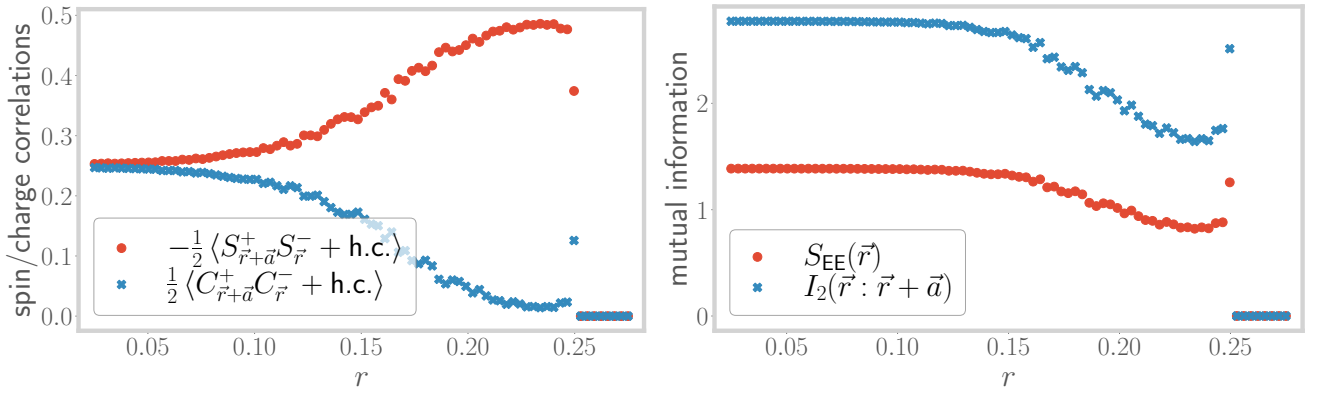 spin/charge correlations
0.5
0.4
0.3
0.2
0.1
0.0
−½⟨S⁺_{r⃗+a⃗} S⁻_{r⃗} + h.c.⟩
½⟨C⁺_{r⃗+a⃗} C⁻_{r⃗} + h.c.⟩
0.05 0.10 0.15 0.20 0.25
r
mutual information
2
1
0
S_{EE}(r⃗)
I₂(r⃗ : r⃗ + a⃗)
0.05 0.10 0.15 0.20 0.25
r